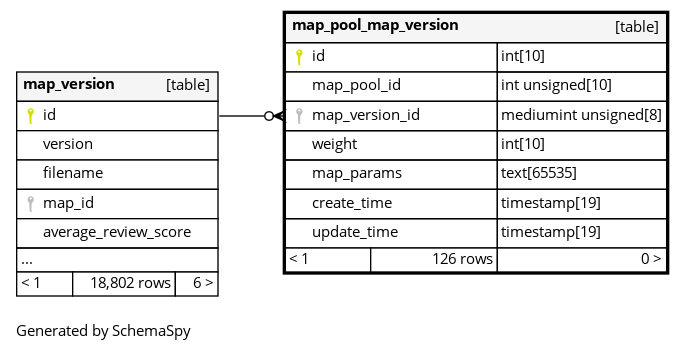 map_version [table]
id
version
filename
map_id
average_review_score
...
< 1 18,802 rows 6 >
map_pool_map_version [table]
id int[10]
map_pool_id int unsigned[10]
map_version_id mediumint unsigned[8]
weight int[10]
map_params text[65535]
create_time timestamp[19]
update_time timestamp[19]
< 1 126 rows 0 >
Generated by SchemaSpy